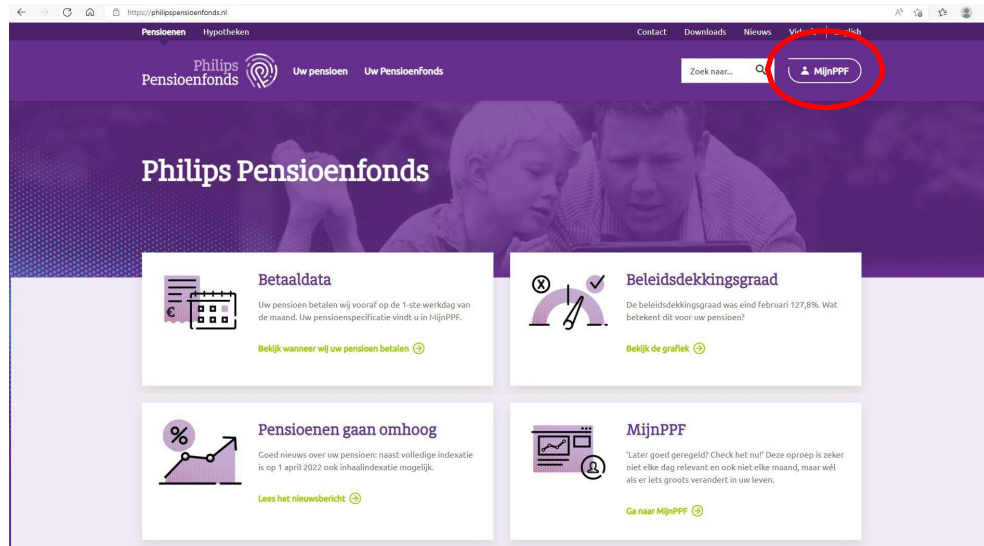 https://philipspensioenfonds.nl
Pensioenen Hypotheken Contact Downloads Nieuws English
Philips
Pensioenfonds
Uw pensioen Uw Pensioenfonds Zoek naar... MijnPPF
Philips Pensioenfonds
Betaaldata
Uw pensioen betalen wij vooraf op de 1-ste werkdag van
de maand. Uw pensioenspecificatie vindt u in MijnPPF.
Bekijk wanneer wij uw pensioen betalen
Beleidsdekkingsgraad
De beleidsdekkingsgraad was eind februari 127,8%. Wat
betekent dit voor uw pensioen?
Bekijk de grafiek
Pensioenen gaan omhoog
Goed nieuws over uw pensioen: naast volledige indexatie
is op 1 april 2022 ook inhaalindexatie mogelijk.
Lees het nieuwsbericht
MijnPPF
'Later goed geregeld? Check het nu!' Deze oproep is zeker
niet elke dag relevant en ook niet elke maand, maar wél
als er iets groots verandert in uw leven.
Ga naar MijnPPF